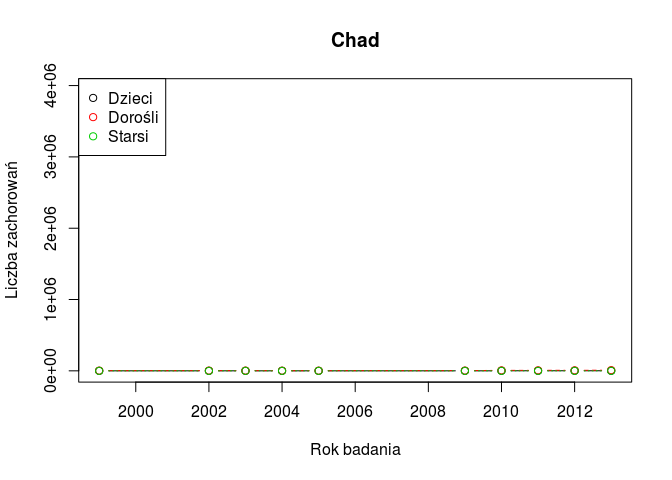 Chad
Dzieci
Dorośli
Starsi
Liczba zachorowań
4e+06
3e+06
2e+06
1e+06
0e+00
2000 2002 2004 2006 2008 2010 2012
Rok badania